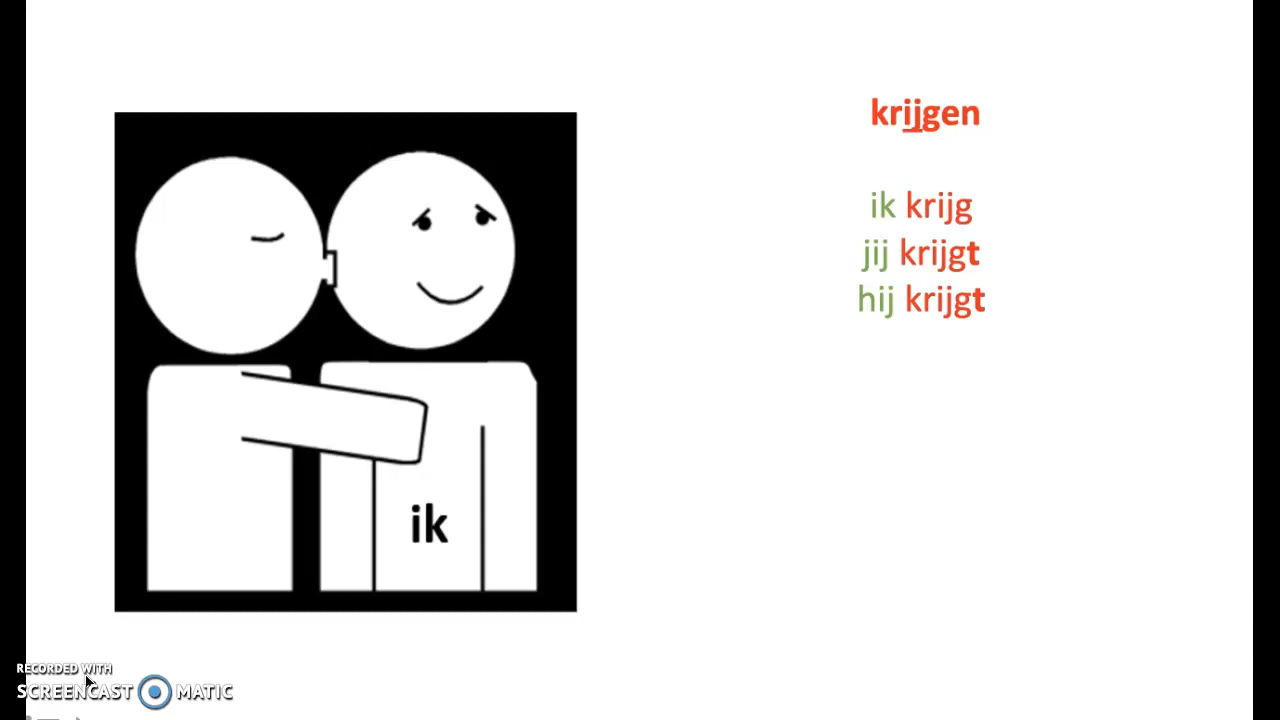 krijgen
ik krijg
jij krijgt
hij krijgt
ik
RECORDED WITH
SCREENCAST MATIC